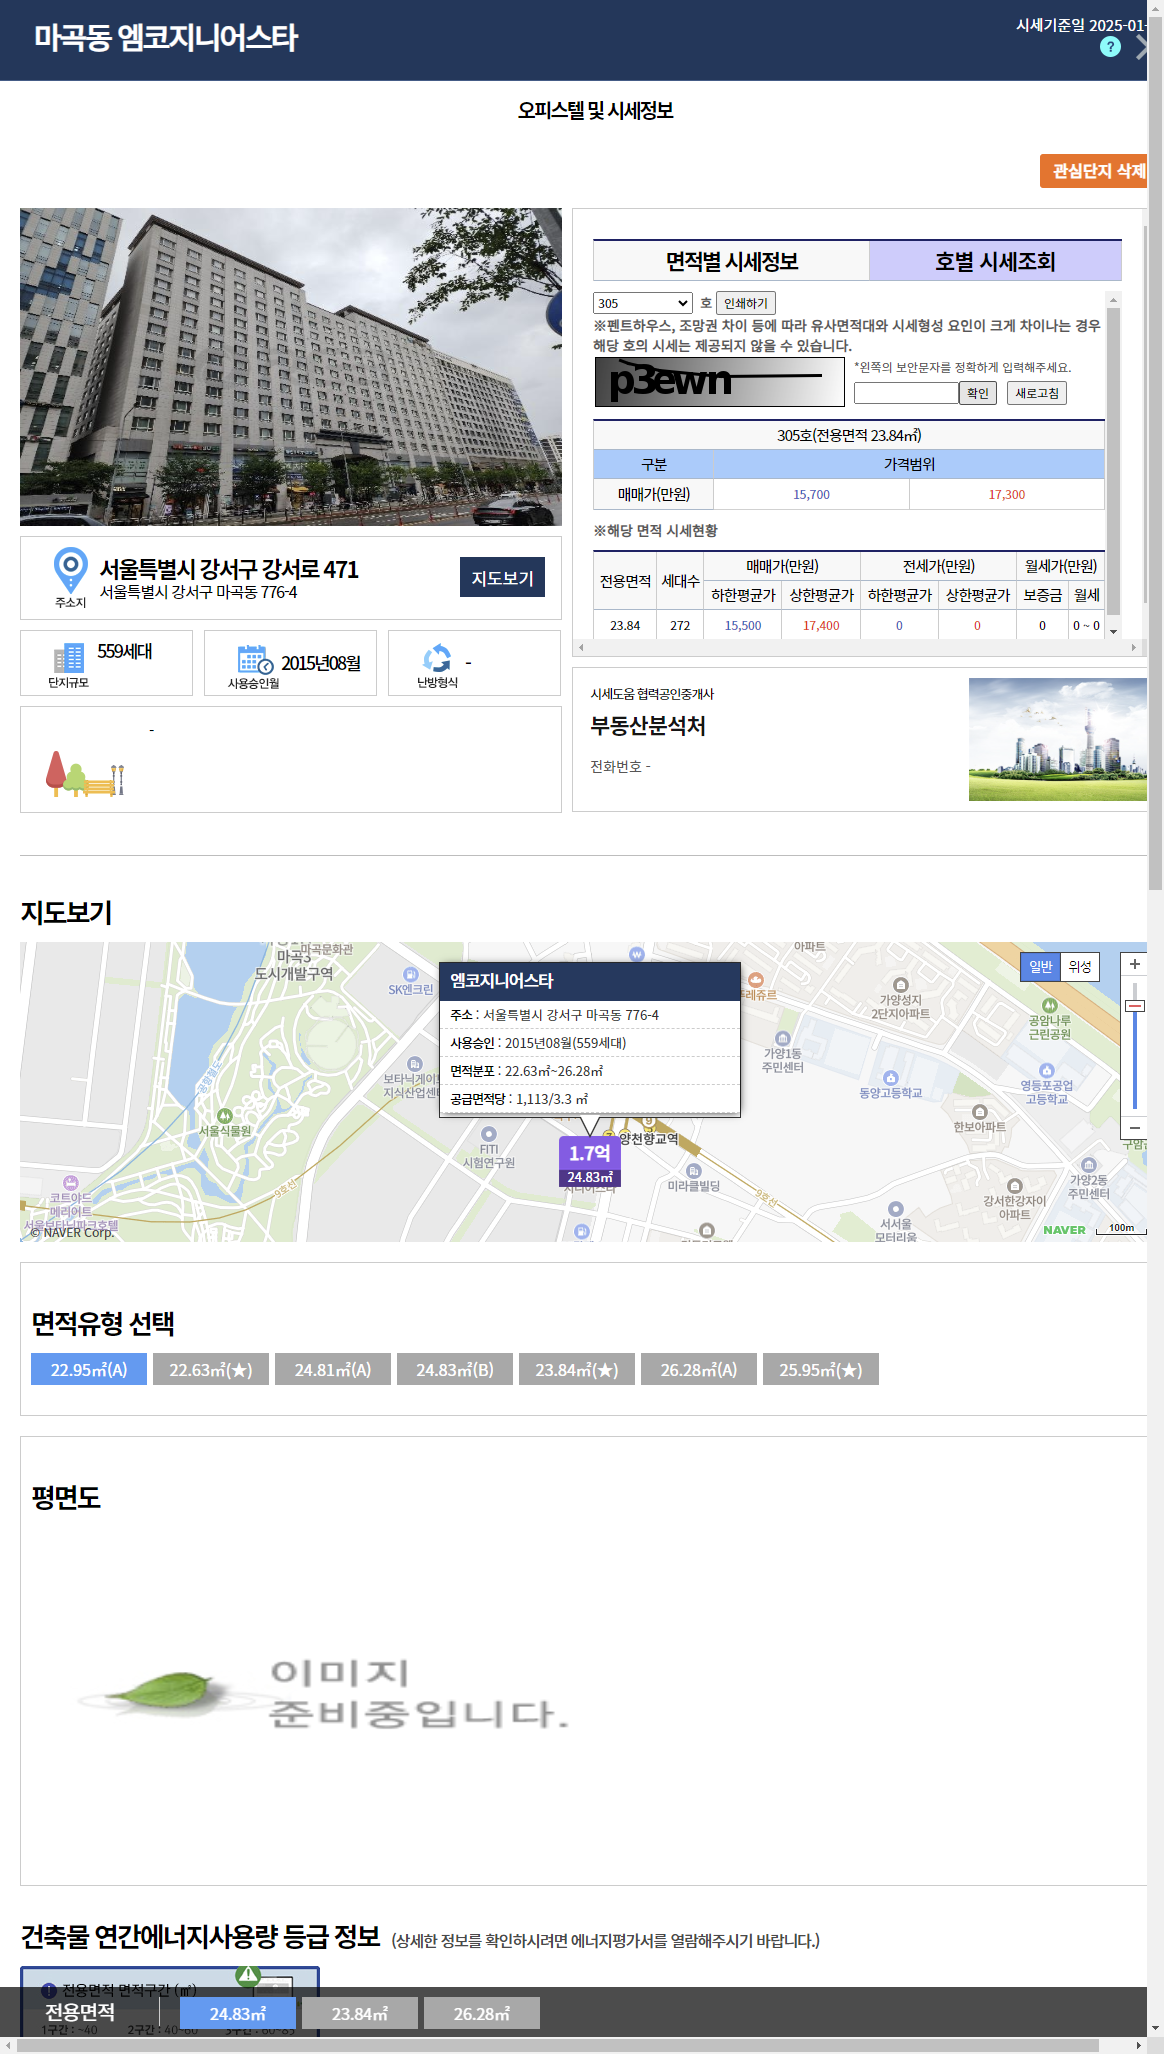 마곡동 엠코지니어스타
시세기준일 2025-01-
?
오피스텔 및 시세정보
관심단지 삭제
면적별 시세정보
호별 시세조회
305 호 인쇄하기
※펜트하우스, 조망권 차이 등에 따라 유사면적대와 시세형성 요인이 크게 차이나는 경우
해당 호의 시세는 제공되지 않을 수 있습니다.
p3ewn
*왼쪽의 보안문자를 정확하게 입력해주세요.
확인 새로고침
305호(전용면적 23.84㎡)
구분 가격범위
매매가(만원) 15,700 17,300
※해당 면적 시세현황
전용면적 세대수 매매가(만원) 전세가(만원) 월세가(만원)
하한평균가 상한평균가 하한평균가 상한평균가 보증금 월세
23.84 272 15,500 17,400 0 0 0 0 ~ 0
주소지
서울특별시 강서구 강서로 471
서울특별시 강서구 마곡동 776-4
지도보기
559세대
단지규모
2015년08월
사용승인월
-
난방형식
-
시세도움 협력공인중개사
부동산분석처
전화번호 -
지도보기
마곡문화관
마곡3
도시개발구역
SK엔크린
아파트
가양성지
2단지아파트
공암나루
근린공원
가양1동
주민센터
영등포공업
고등학교
동양고등학교
한보아파트
보타닉게이트
지식산업센터
공항철도
서울식물원
FITI
시험연구원
코트야드
메리어트
서울보타닉파크호텔
양천향교역
미라클빌딩
9호선
9호선
서서울
모터리움
강서한강자이
아파트
가양2동
주민센터
일반 위성
엠코지니어스타
주소 : 서울특별시 강서구 마곡동 776-4
사용승인 : 2015년08월(559세대)
면적분포 : 22.63㎡~26.28㎡
공급면적당 : 1,113/3.3 ㎡
1.7억
24.83㎡
© NAVER Corp.
NAVER
100m
면적유형 선택
22.95㎡(A) 22.63㎡(★) 24.81㎡(A) 24.83㎡(B) 23.84㎡(★) 26.28㎡(A) 25.95㎡(★)
평면도
이미지
준비중입니다.
건축물 연간에너지사용량 등급 정보 (상세한 정보를 확인하시려면 에너지평가서를 열람해주시기 바랍니다.)
전용면적 면적구간 (㎡)
1구간 : ~40 2구간 : 40~60 3구간 : 60~85
전용면적 24.83㎡ 23.84㎡ 26.28㎡